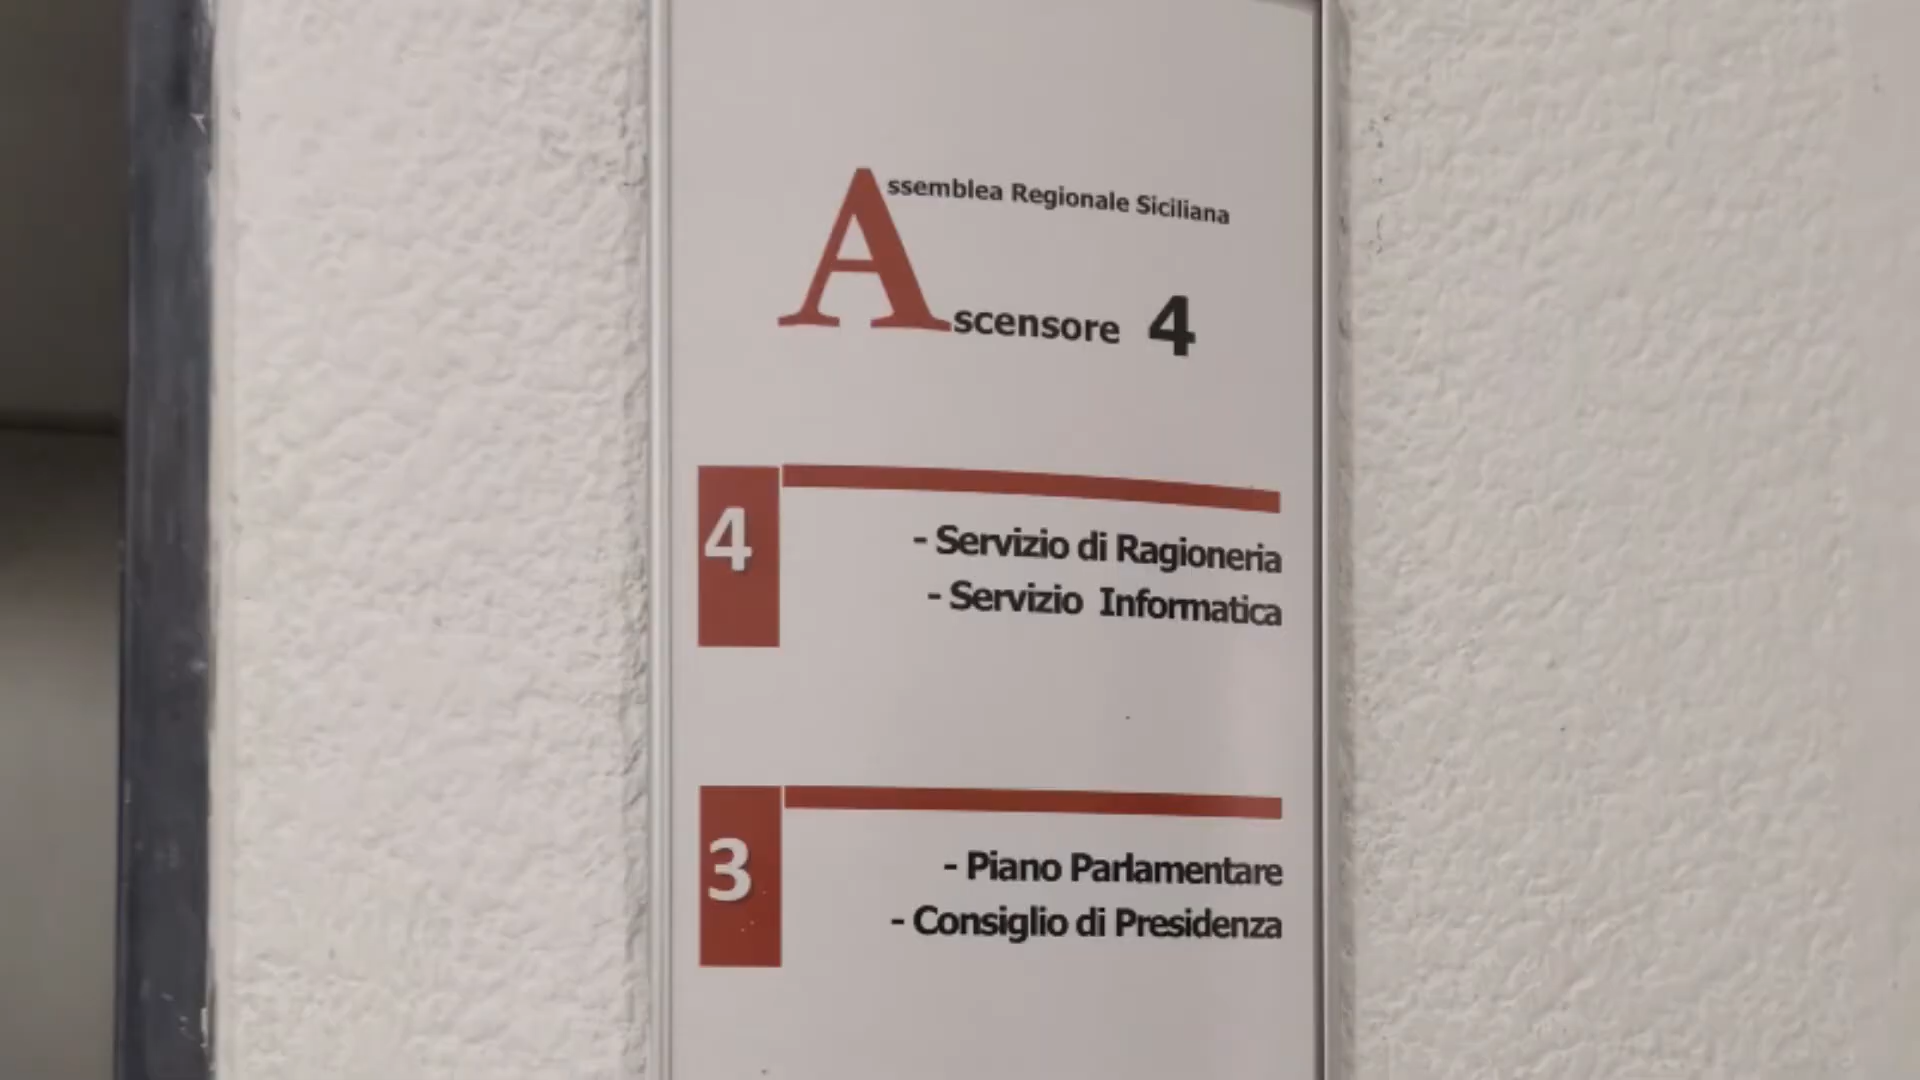 Assemblea Regionale Siciliana
Ascensore 4
4
- Servizio di Ragioneria
- Servizio Informatica
3
- Piano Parlamentare
- Consiglio di Presidenza